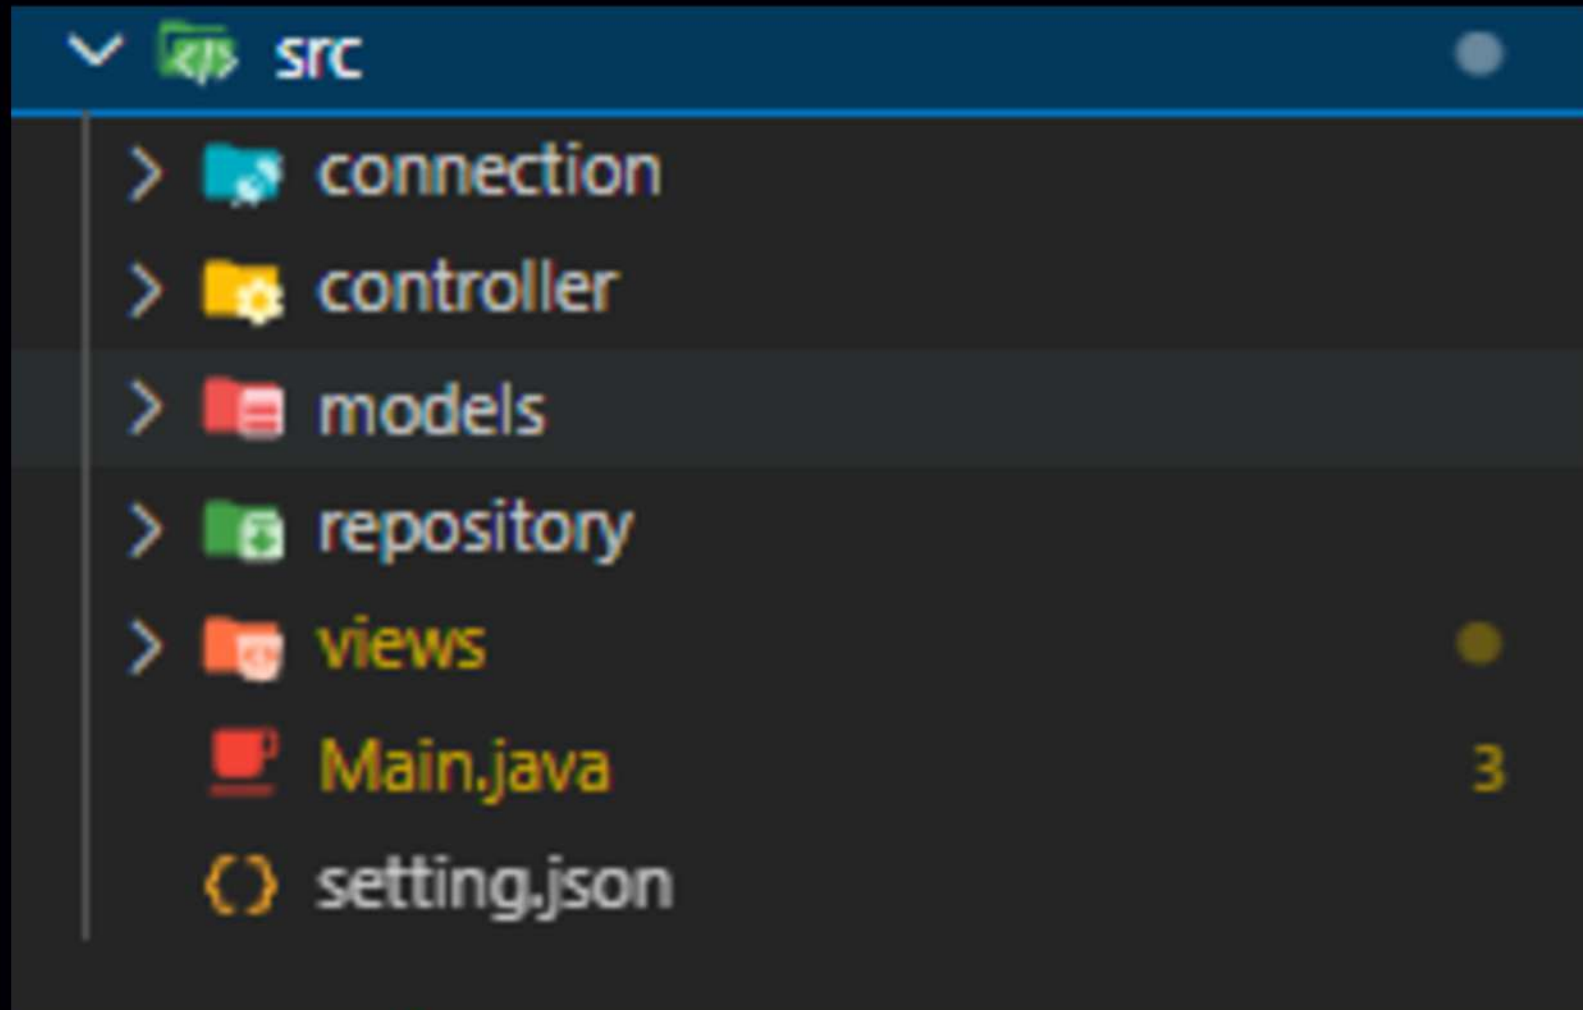 src
connection
controller
models
repository
views
Main.java 3
setting.json